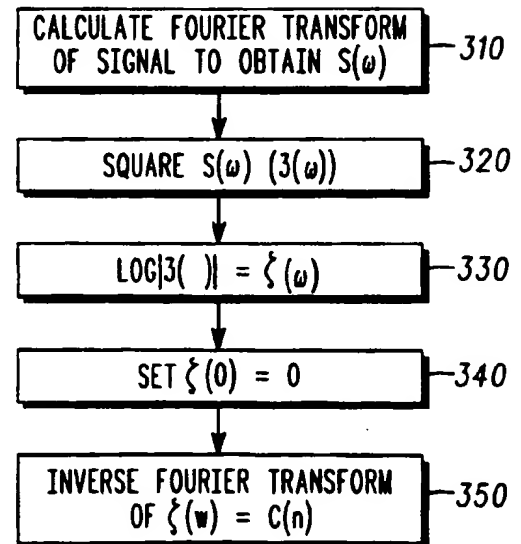 CALCULATE FOURIER TRANSFORM
OF SIGNAL TO OBTAIN S(ω)
310
SQUARE S(ω) (3(ω))
320
LOG|3( )| = ζ(ω)
330
SET ζ(0) = 0
340
INVERSE FOURIER TRANSFORM
OF ζ(w) = C(n)
350